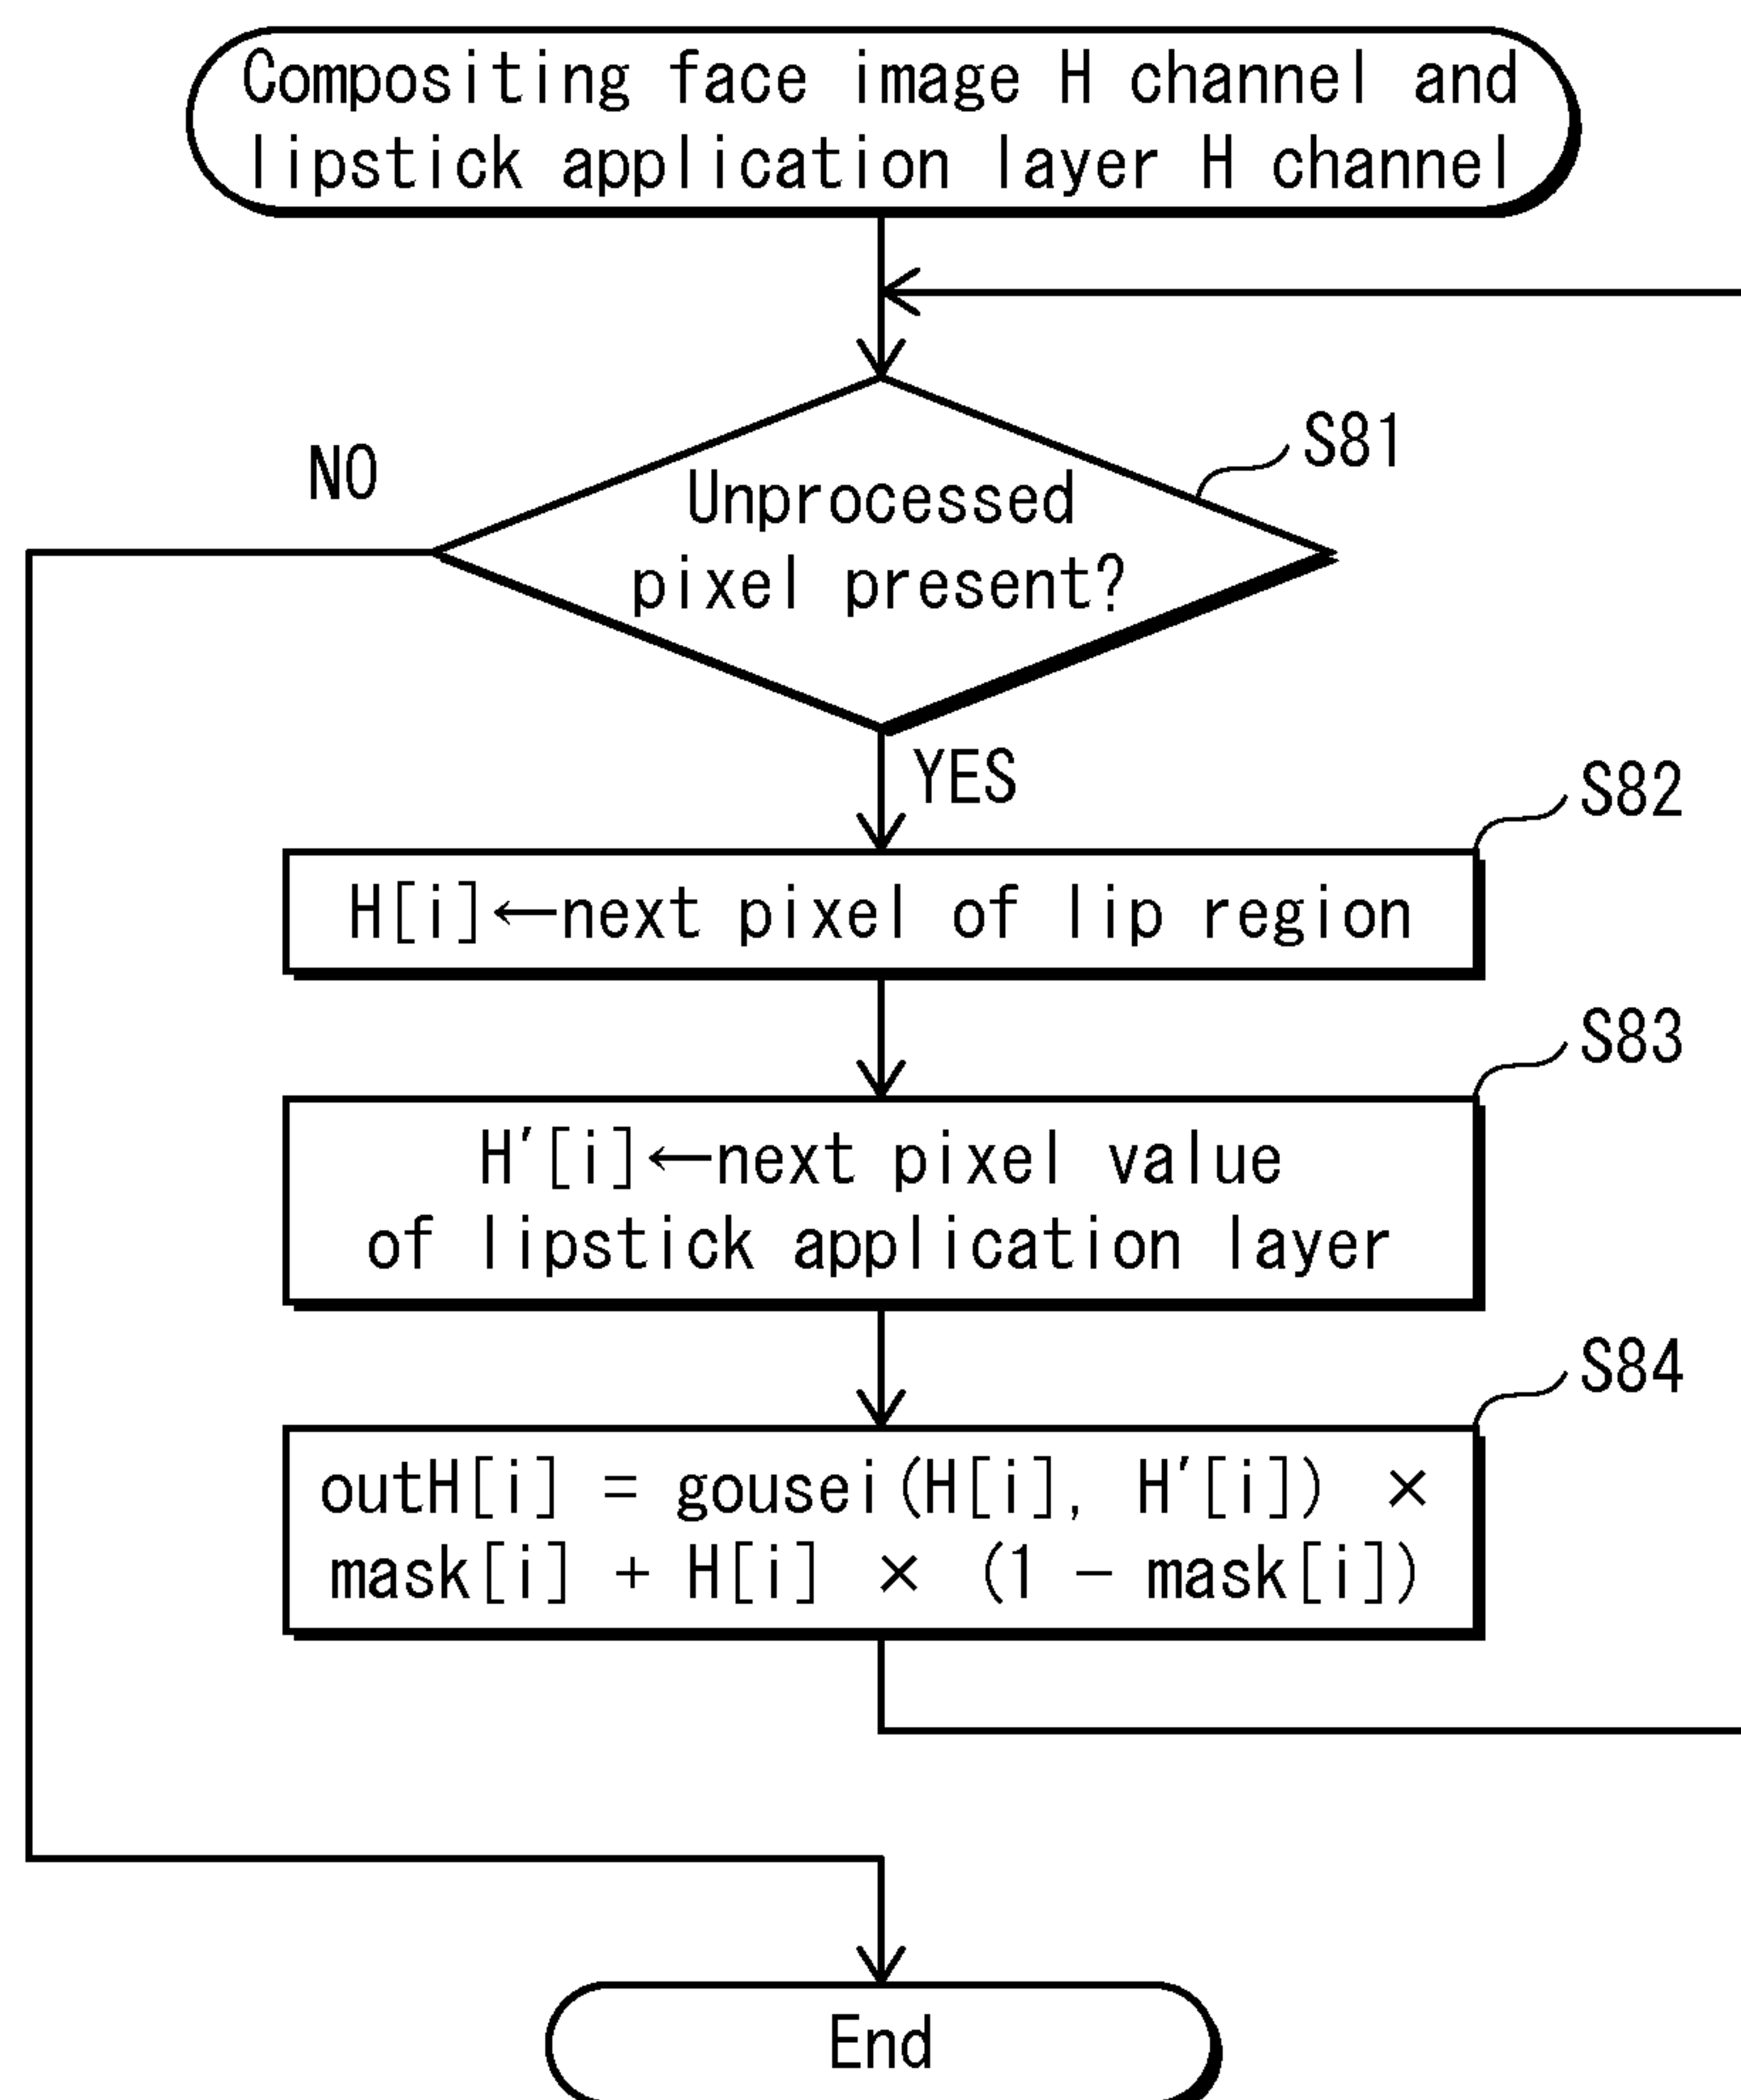 Compositing face image H channel and
lipstick application layer H channel
S81
NO
Unprocessed
pixel present?
YES
S82
H[i]←next pixel of lip region
S83
H'[i]←next pixel value
of lipstick application layer
S84
outH[i] = gousei(H[i], H'[i]) ×
mask[i] + H[i] × (1 − mask[i])
End